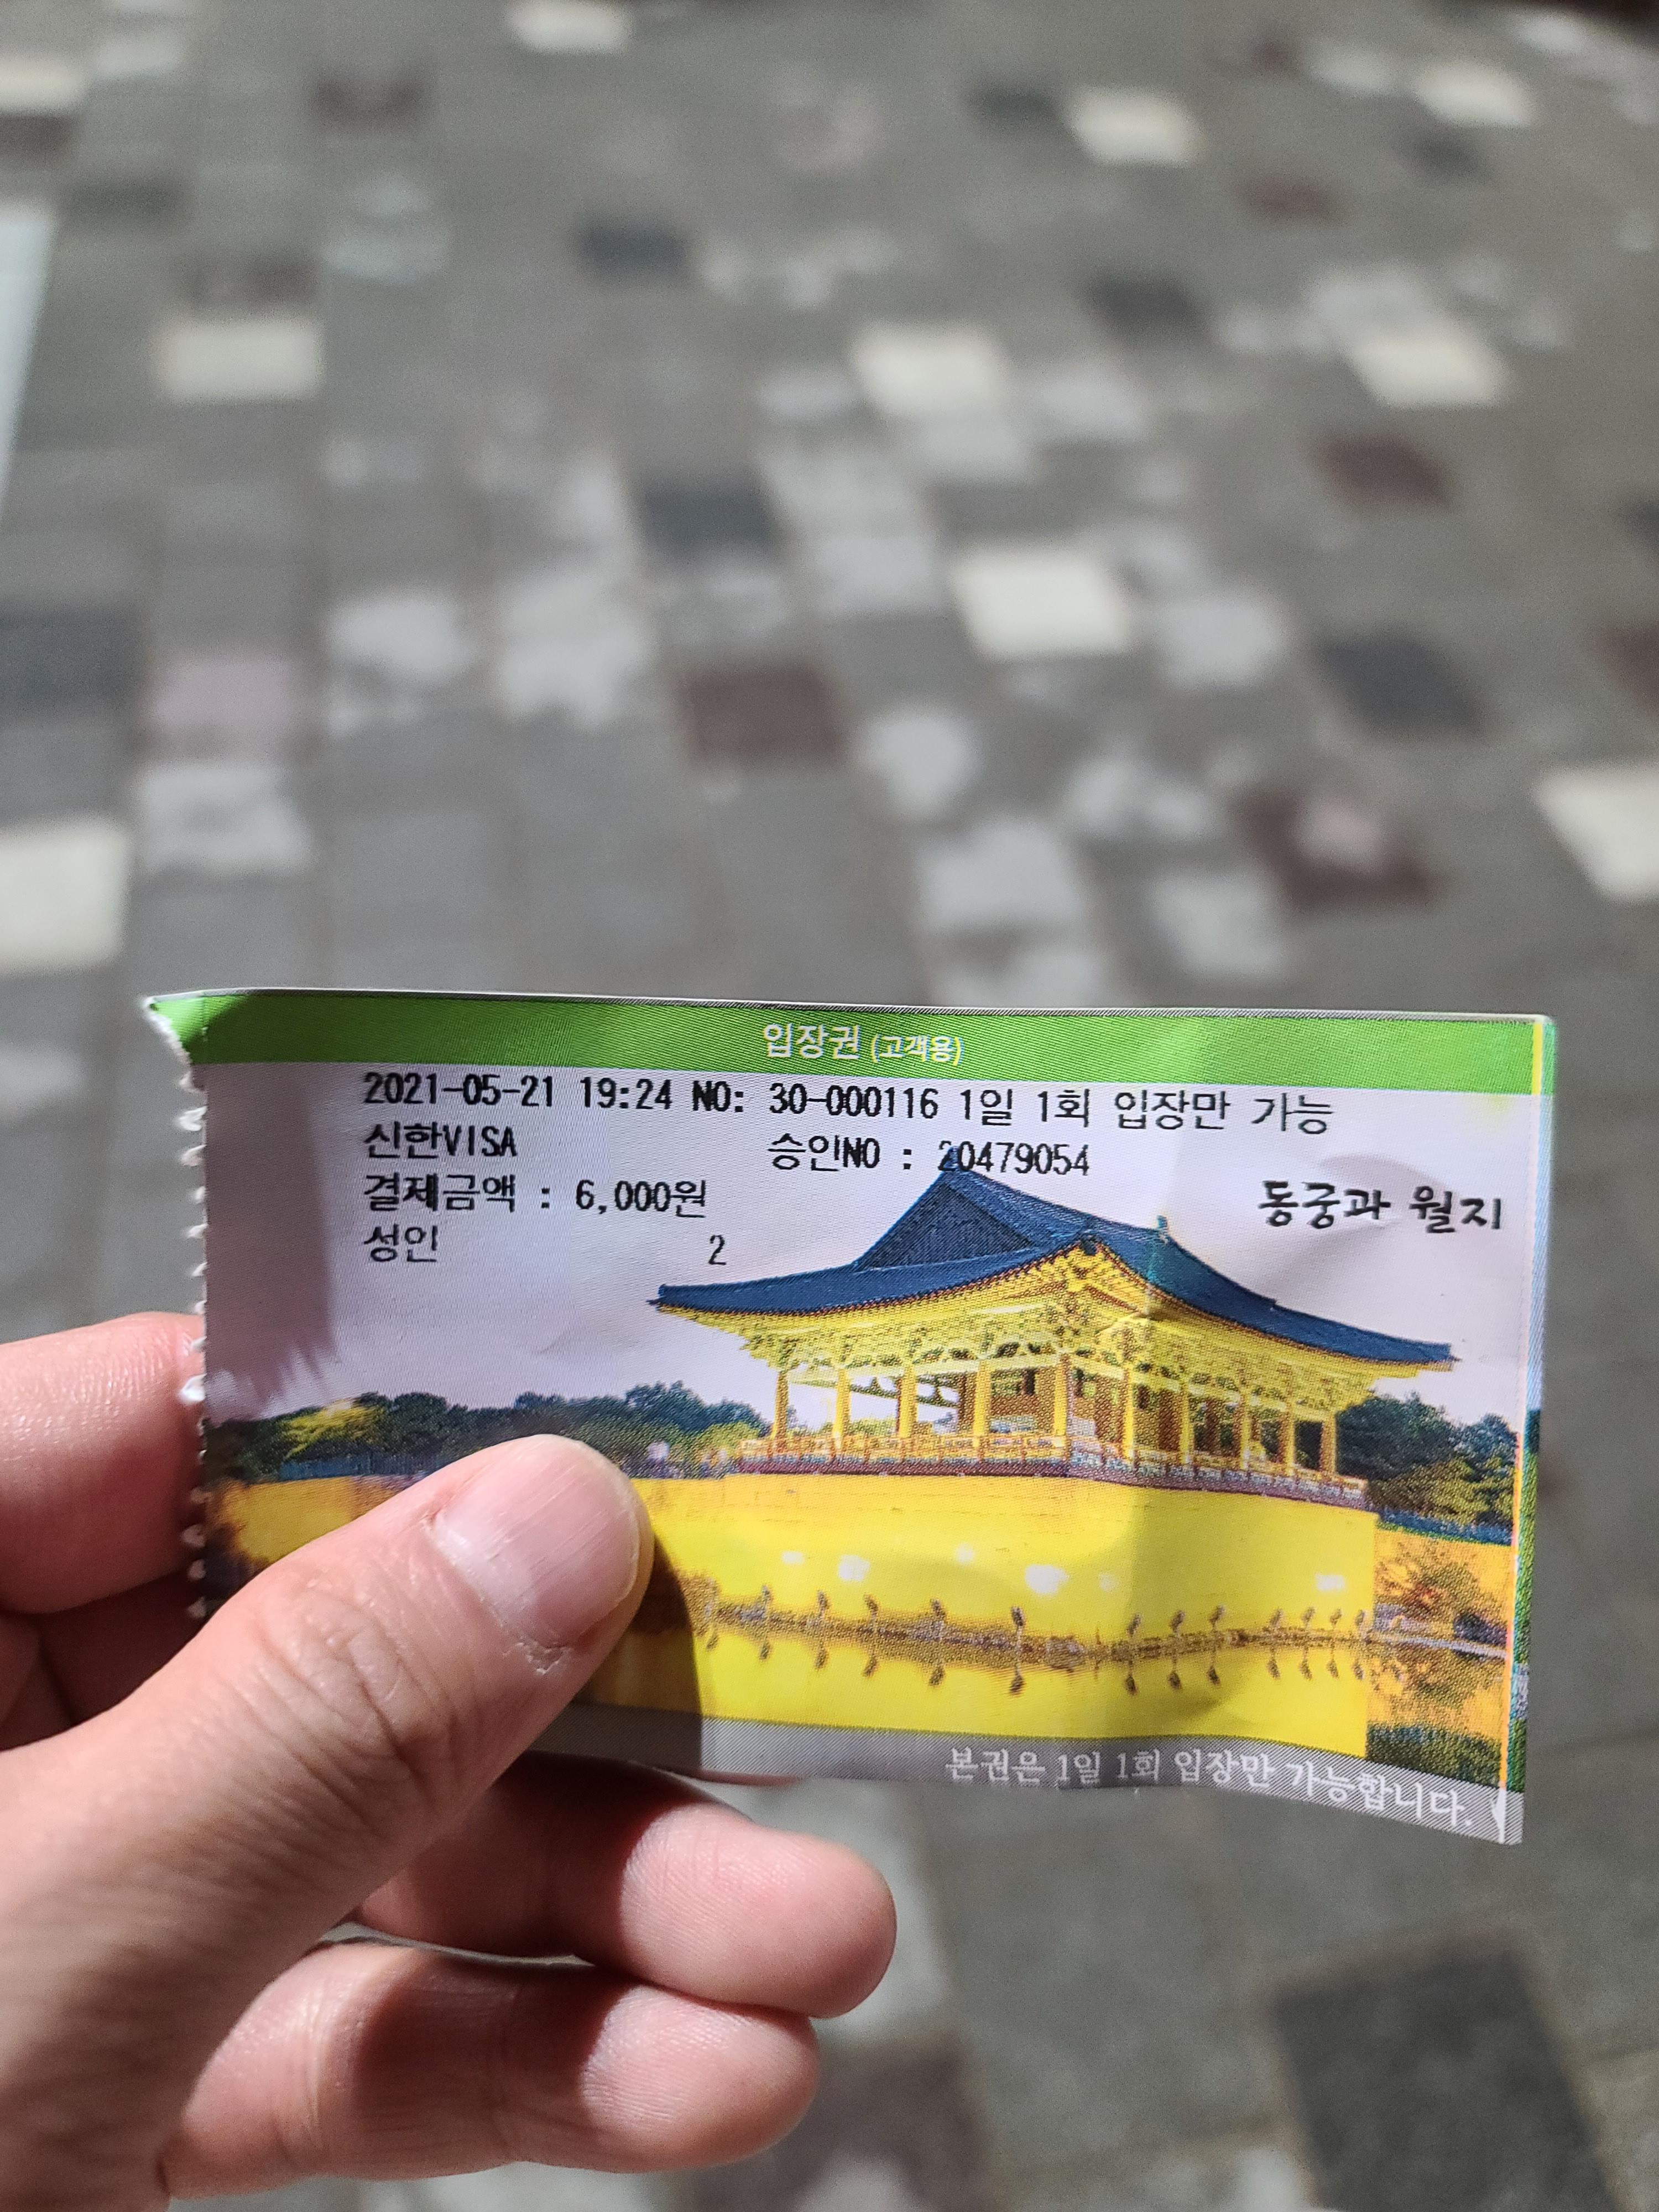 입장권 (고객용)
2021-05-21 19:24 NO: 30-000116 1일 1회 입장만 가능
신한VISA 승인NO : 20479054
결제금액 : 6,000원
동궁과 월지
성인 2
본권은 1일 1회 입장만 가능합니다.